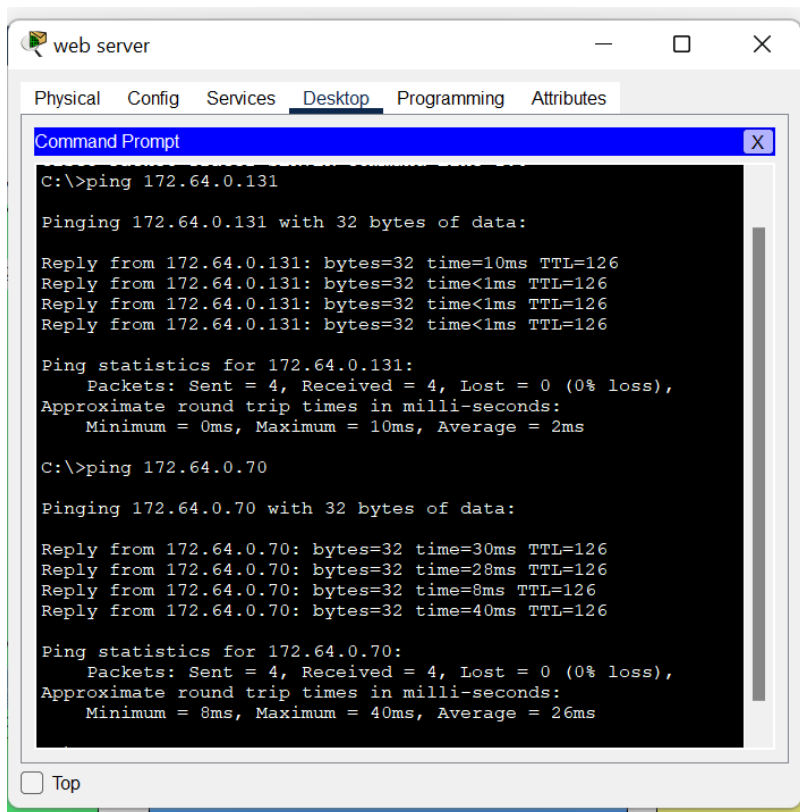 web server
Physical Config Services Desktop Programming Attributes
Command Prompt
X
C:\>ping 172.64.0.131
Pinging 172.64.0.131 with 32 bytes of data:
Reply from 172.64.0.131: bytes=32 time=10ms TTL=126
Reply from 172.64.0.131: bytes=32 time<1ms TTL=126
Reply from 172.64.0.131: bytes=32 time<1ms TTL=126
Reply from 172.64.0.131: bytes=32 time<1ms TTL=126
Ping statistics for 172.64.0.131:
Packets: Sent = 4, Received = 4, Lost = 0 (0% loss),
Approximate round trip times in milli-seconds:
Minimum = 0ms, Maximum = 10ms, Average = 2ms
C:\>ping 172.64.0.70
Pinging 172.64.0.70 with 32 bytes of data:
Reply from 172.64.0.70: bytes=32 time=30ms TTL=126
Reply from 172.64.0.70: bytes=32 time=28ms TTL=126
Reply from 172.64.0.70: bytes=32 time=8ms TTL=126
Reply from 172.64.0.70: bytes=32 time=40ms TTL=126
Ping statistics for 172.64.0.70:
Packets: Sent = 4, Received = 4, Lost = 0 (0% loss),
Approximate round trip times in milli-seconds:
Minimum = 8ms, Maximum = 40ms, Average = 26ms
Top